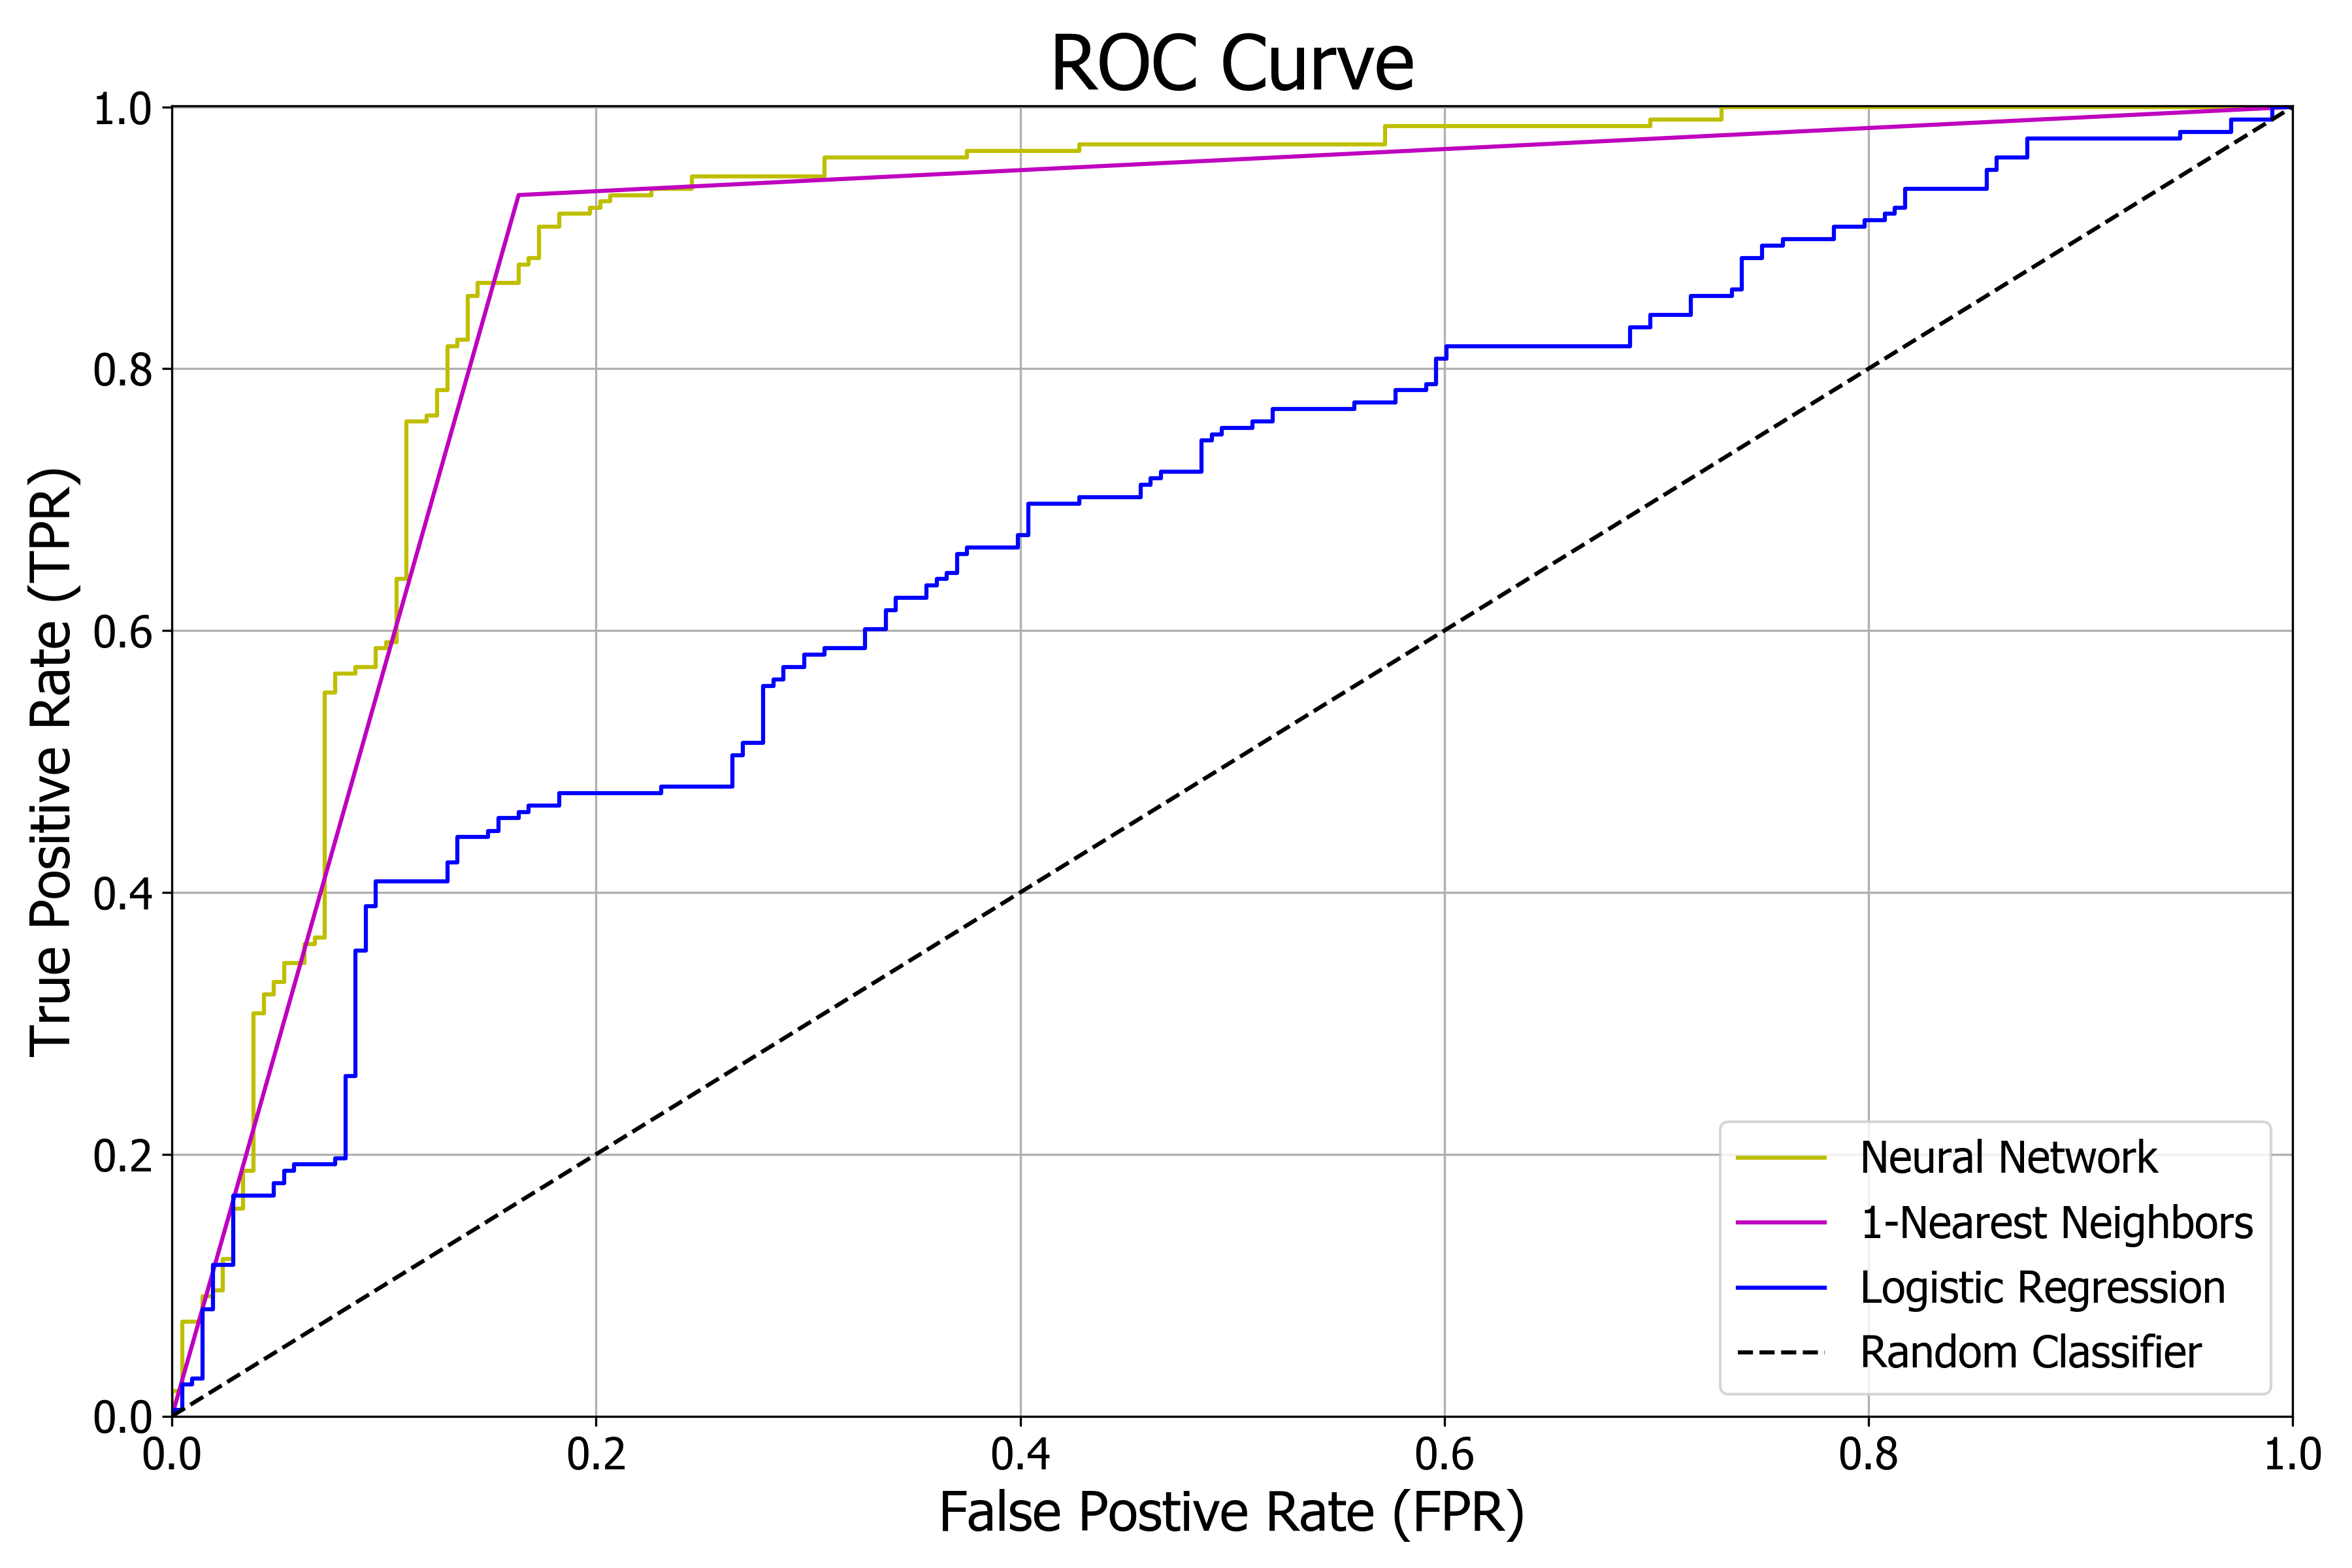 ROC Curve
True Positive Rate (TPR)
1.0
0.8
0.6
0.4
0.2
0.0
0.0 0.2 0.4 0.6 0.8 1.0
False Postive Rate (FPR)
Neural Network
1-Nearest Neighbors
Logistic Regression
Random Classifier